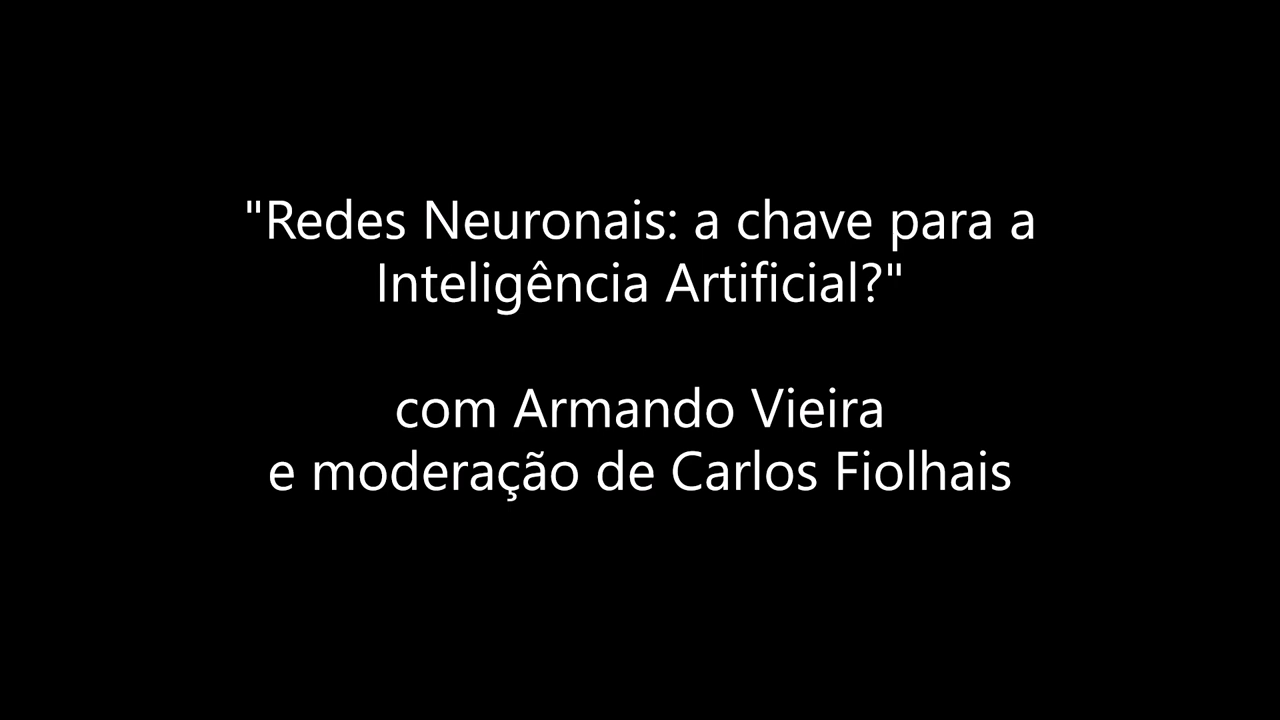 "Redes Neuronais: a chave para a
Inteligência Artificial?"
com Armando Vieira
e moderação de Carlos Fiolhais